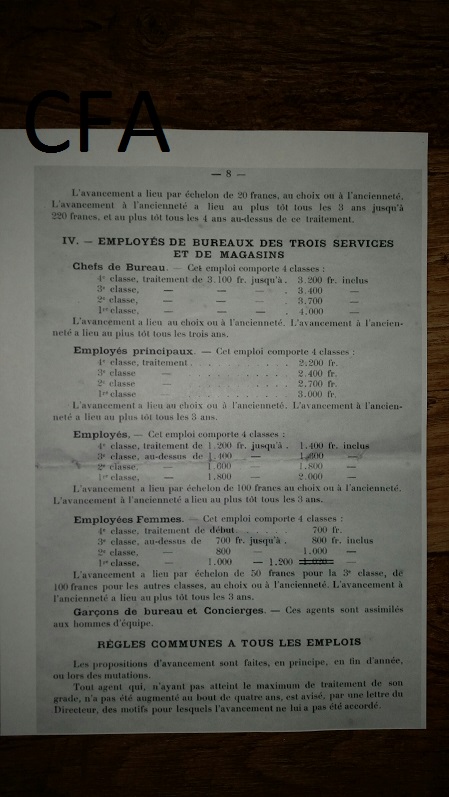 CFA
— 8 —
L'avancement a lieu par échelon de 20 francs, au choix ou à l'ancienneté.
L'avancement à l'ancienneté a lieu au plus tôt tous les 3 ans jusqu'à
220 francs, et au plus tôt tous les 4 ans au-dessus de ce traitement.
IV. — EMPLOYÉS DE BUREAUX DES TROIS SERVICES
ET DE MAGASINS
Chefs de Bureau. — Cet emploi comporte 4 classes :
4e classe, traitement de 3.100 fr. jusqu'à. 3.200 fr. inclus
3e classe, — — — . 3.400 —
2e classe, — — — . 3.700 —
1re classe, — — — . 4.000 —
L'avancement a lieu au choix ou à l'ancienneté. L'avancement à l'ancien-
neté a lieu au plus tôt tous les trois ans.
Employés principaux. — Cet emploi comporte 4 classes :
4e classe, traitement . . . . . . . . . . 2.200 fr.
3e classe — . . . . . . . . . . 2.400 fr.
2e classe — . . . . . . . . . . 2.700 fr.
1re classe — . . . . . . . . . . 3.000 fr.
L'avancement a lieu au choix ou à l'ancienneté. L'avancement à l'ancien-
neté a lieu au plus tôt tous les 3 ans.
Employés. — Cet emploi comporte 4 classes :
4e classe, traitement de 1.200 fr. jusqu'à. 1.400 fr. inclus
3e classe, au-dessus de 1.400 — 1.600 —
2e classe, — 1.600 — 1.800 —
1re classe, — 1.800 — 2.000 —
L'avancement a lieu par échelon de 100 francs au choix ou à l'ancienneté.
L'avancement à l'ancienneté a lieu au plus tôt tous les 3 ans.
Employées Femmes. — Cet emploi comporte 4 classes :
4e classe, traitement de début . . . . . . 700 fr.
3e classe, au-dessus de 700 fr. jusqu'à. 800 fr. inclus
2e classe, — 800 — 1.000 —
1re classe, — 1.000 — 1.200 —
L'avancement a lieu par échelon de 50 francs pour la 3e classe, de
100 francs pour les autres classes, au choix ou à l'ancienneté. L'avancement à
l'ancienneté a lieu au plus tôt tous les 3 ans.
Garçons de bureau et Concierges. — Ces agents sont assimilés
aux hommes d'équipe.
RÈGLES COMMUNES A TOUS LES EMPLOIS
Les propositions d'avancement sont faites, en principe, en fin d'année,
ou lors des mutations.
Tout agent qui, n'ayant pas atteint le maximum de traitement de son
grade, n'a pas été augmenté au bout de quatre ans, est avisé, par une lettre du
Directeur, des motifs pour lesquels l'avancement ne lui a pas été accordé.